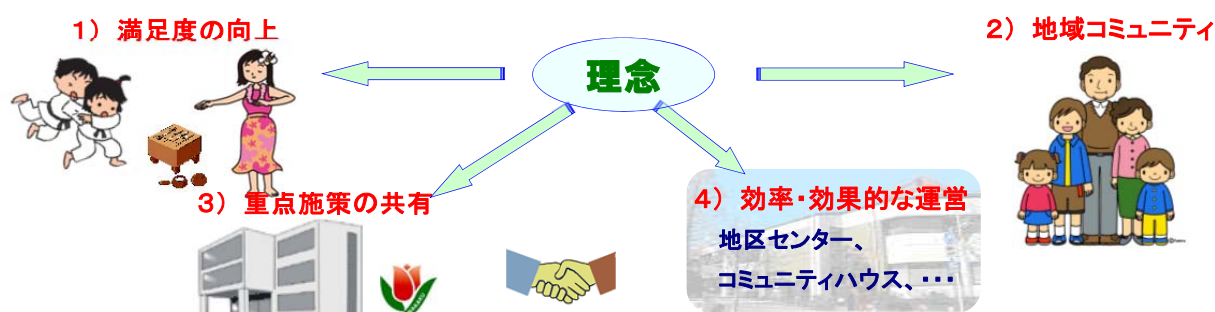 1） 満足度の向上
2） 地域コミュニティ
理念
3） 重点施策の共有
4） 効率・効果的な運営
地区センター、
コミュニティハウス、・・・